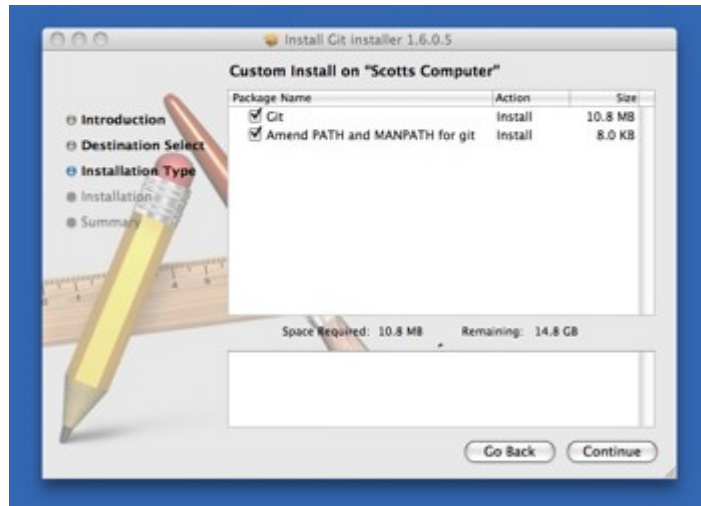 Install Git installer 1.6.0.5
Custom Install on "Scotts Computer"
Introduction
Destination Select
Installation Type
Installation
Summary
Package Name Action Size
Git Install 10.8 MB
Amend PATH and MANPATH for git Install 8.0 KB
Space Required: 10.8 MB Remaining: 14.8 GB
Go Back Continue